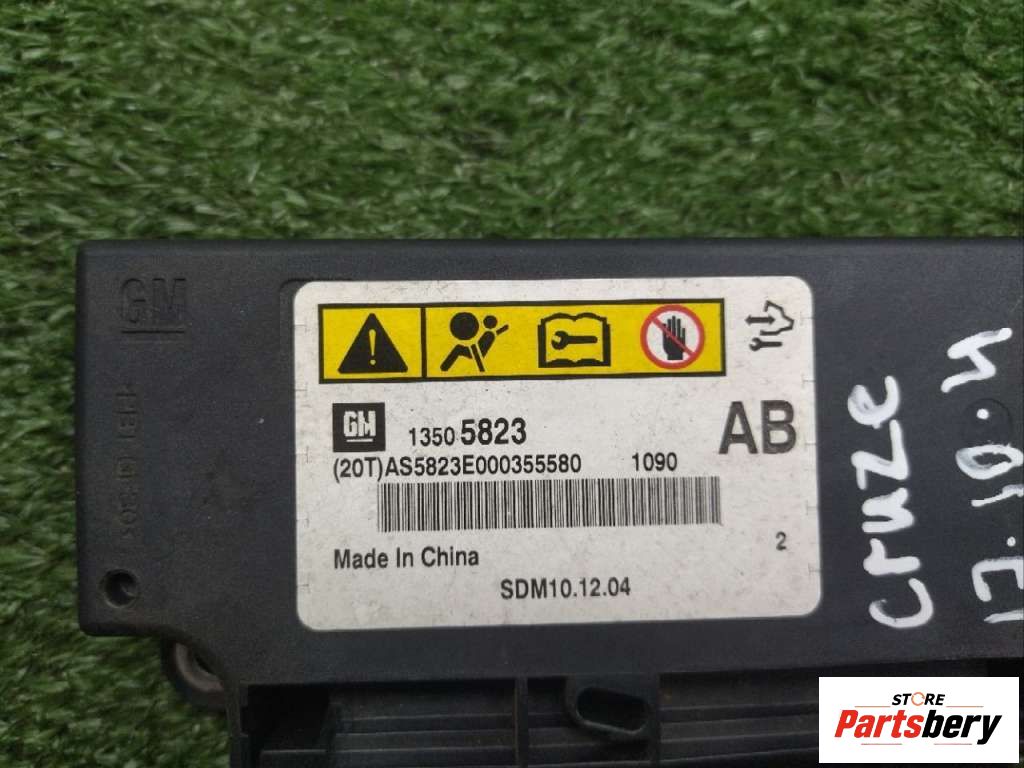 GM
GM 13505823 AB
(20T)AS5823E000355580 1090
Made In China 2
SDM10.12.04
Cruze
STORE
Partsbery